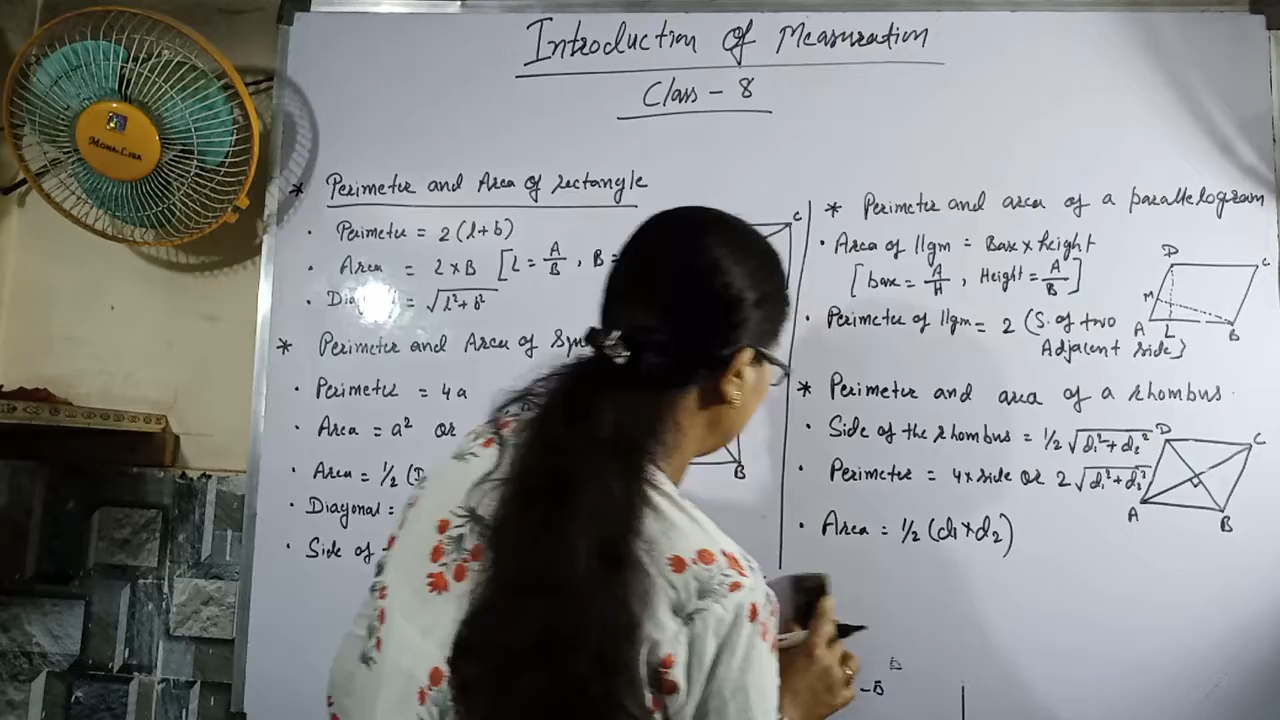 Introduction Of Mensuration
Class - 8
* Perimeter and Area of rectangle
· Perimeter = 2(l+b)
· Area = L×B [L = A/B , B =
· = √l²+b²
* Perimeter and Area of
· Perimeter = 4a
· Area = a² or
· Area = 1/2
· Diagonal =
· Side of
C
B
* Perimeter and area of a parallelogram
· Area of llgm = Base × height
[base = A/H , Height = A/B]
· Perimeter of llgm = 2 (S. of two
Adjacent side}
D
C
M
A
L
B
* Perimeter and area of a rhombus.
· Side of the rhombus = 1/2 √d₁²+d₂²
· Perimeter = 4×side or 2√d₁²+d₂²
· Area = 1/2 (d₁×d₂)
D
C
A
B
MONA-LISA